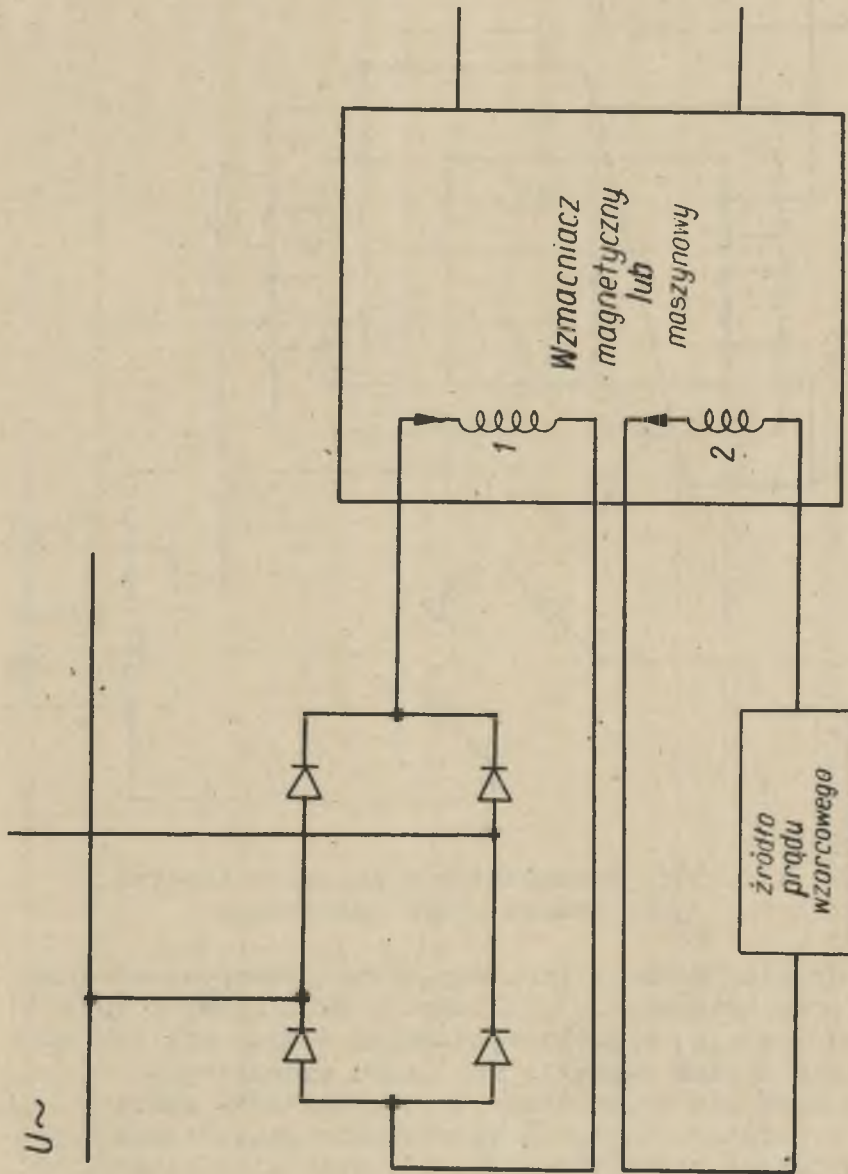 U~
Wzmacniacz
magnetyczny
lub
maszynowy
1
2
źródło
prądu
wzorcowego